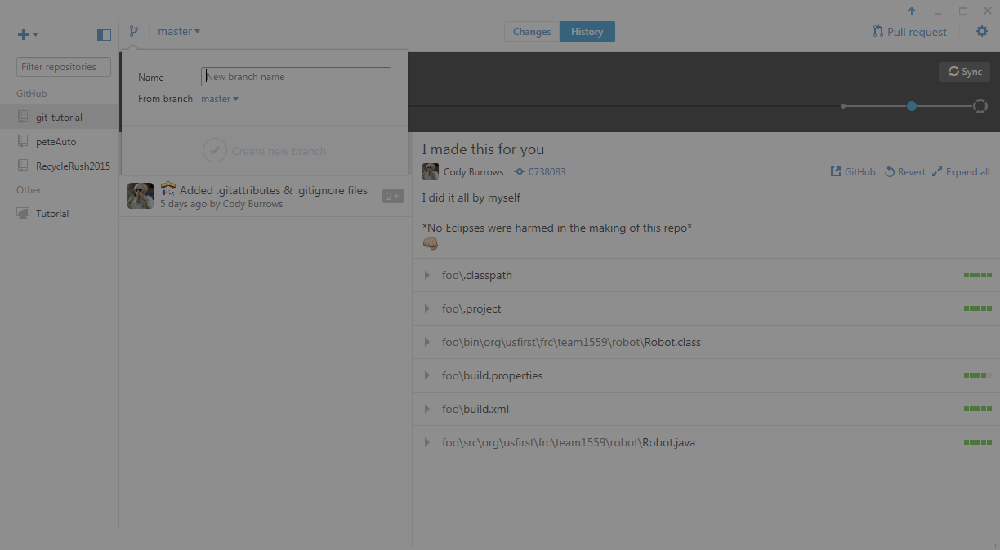 master
Changes
History
Pull request
Filter repositories
GitHub
git-tutorial
peteAuto
RecycleRush2015
Other
Tutorial
Name
New branch name
From branch
master
Create new branch
Added .gitattributes & .gitignore files
5 days ago by Cody Burrows
2
Sync
I made this for you
Cody Burrows 0738083
GitHub Revert Expand all
I did it all by myself
*No Eclipses were harmed in the making of this repo*
foo\.classpath
foo\.project
foo\bin\org\usfirst\frc\team1559\robot\Robot.class
foo\build.properties
foo\build.xml
foo\src\org\usfirst\frc\team1559\robot\Robot.java